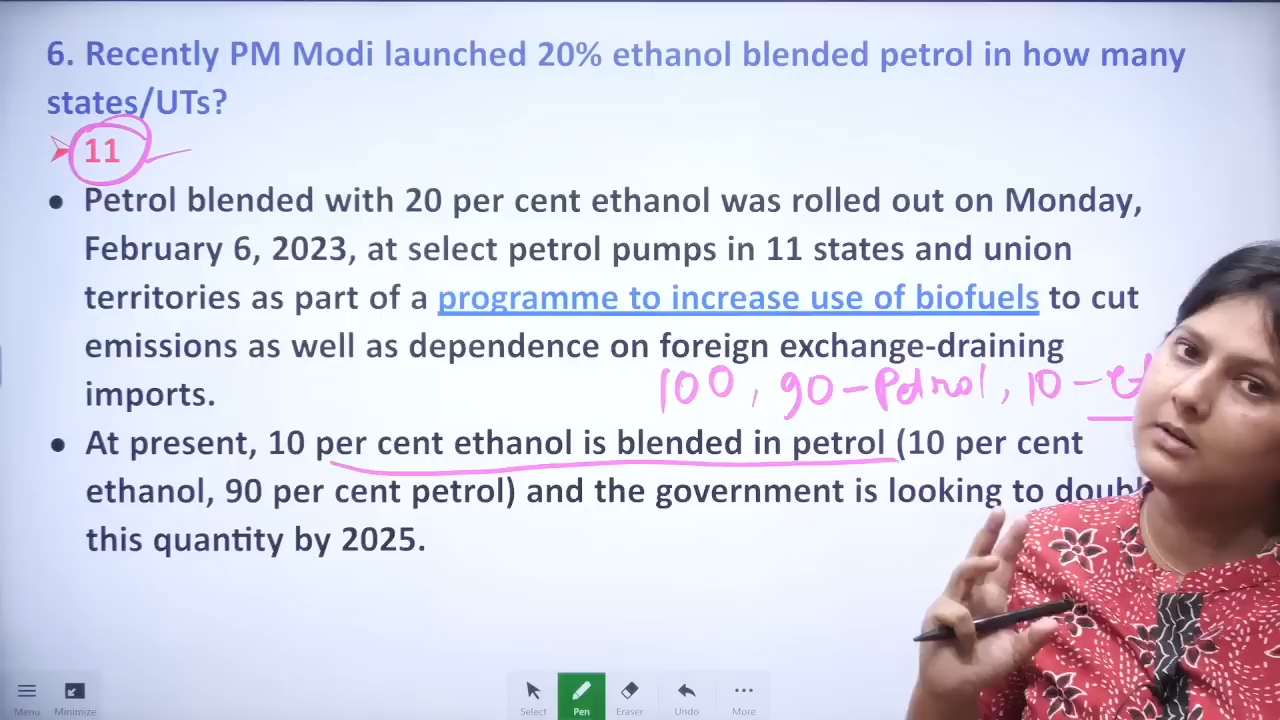 6. Recently PM Modi launched 20% ethanol blended petrol in how many
states/UTs?
11
Petrol blended with 20 per cent ethanol was rolled out on Monday,
February 6, 2023, at select petrol pumps in 11 states and union
territories as part of a programme to increase use of biofuels to cut
emissions as well as dependence on foreign exchange-draining
imports.
100, 90-Petrol, 10-et
At present, 10 per cent ethanol is blended in petrol (10 per cent
ethanol, 90 per cent petrol) and the government is looking to doubl
this quantity by 2025.
Menu Minimize Select Pen Eraser Undo More